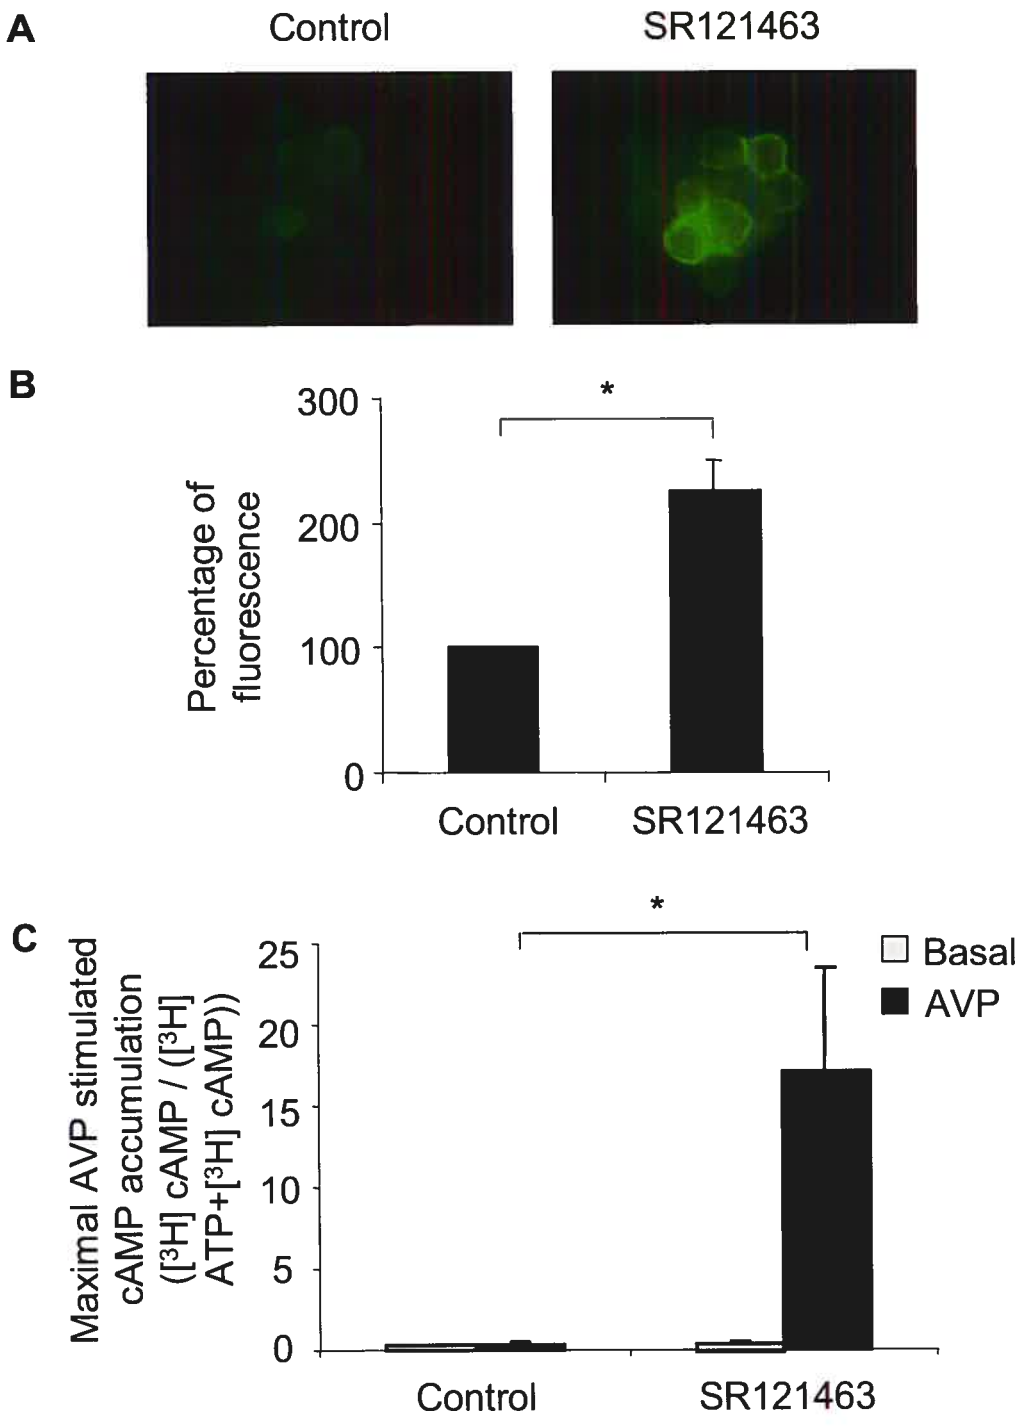 A
Control
SR121463
B
300
200
100
0
Percentage of
fluorescence
*
Control
SR121463
C
Maximal AVP stimulated
cAMP accumulation
([³H] cAMP / ([³H]
ATP+[³H] cAMP))
25
20
15
10
5
0
*
Basal
AVP
Control
SR121463